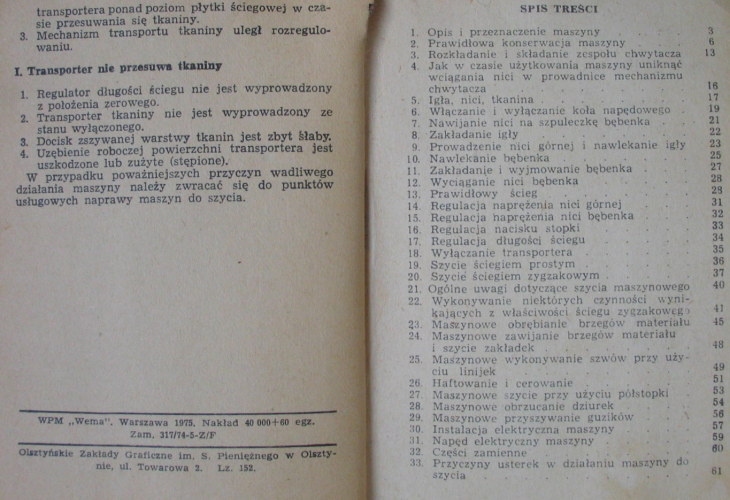 transportera ponad poziom płytki ściegowej w cza-
sie przesuwania się tkaniny.
3. Mechanizm transportu tkaniny uległ rozregulo-
waniu.
I. Transporter nie przesuwa tkaniny
1. Regulator długości ściegu nie jest wyprowadzony
z położenia zerowego.
2. Transporter tkaniny nie jest wyprowadzony ze
stanu wyłączonego.
3. Docisk zszywanej warstwy tkanin jest zbyt słaby.
4. Uzębienie roboczej powierzchni transportera jest
uszkodzone lub zużyte (stępione).
W przypadku poważniejszych przyczyn wadliwego
działania maszyny należy zwracać się do punktów
usługowych naprawy maszyn do szycia.
WPM „Wema". Warszawa 1975. Nakład 40 000+60 egz.
Zam. 317/74-5-Z/F
Olsztyńskie Zakłady Graficzne im. S. Pieniężnego w Olszty-
nie, ul. Towarowa 2. Lz. 152.
SPIS TREŚCI
1. Opis i przeznaczenie maszyny 3
2. Prawidłowa konserwacja maszyny 6
3. Rozkładanie i składanie zespołu chwytacza 13
4. Jak w czasie użytkowania maszyny uniknąć
wciągania nici w prowadnice mechanizmu
chwytacza 16
5. Igła, nici, tkanina 17
6. Włączanie i wyłączanie koła napędowego 19
7. Nawijanie nici na szpuleczkę bębenka 21
8. Zakładanie igły 22
9. Prowadzenie nici górnej i nawlekanie igły 23
10. Nawlekanie bębenka 25
11. Zakładanie i wyjmowanie bębenka 27
12. Wyciąganie nici bębenka 28
13. Prawidłowy ścieg 28
14. Regulacja naprężenia nici górnej 31
15. Regulacja naprężenia nici bębenka 32
16. Regulacja nacisku stopki 33
17. Regulacja długości ściegu 34
18. Wyłączanie transportera 35
19. Szycie ściegiem prostym 36
20. Szycie ściegiem zygzakowym 37
21. Ogólne uwagi dotyczące szycia maszynowego 40
22. Wykonywanie niektórych czynności wyni-
kających z właściwości ściegu zygzakowego 41
23. Maszynowe obrębianie brzegów materiału 45
24. Maszynowe zawijanie brzegów materiału
i szycie zakładek 48
25. Maszynowe wykonywanie szwów przy uży-
ciu linijek 49
26. Haftowanie i cerowanie 51
27. Maszynowe szycie przy użyciu półstopki 53
28. Maszynowe obrzucanie dziurek 54
29. Maszynowe przyszywanie guzików 56
30. Instalacja elektryczna maszyny 57
31. Napęd elektryczny maszyny 59
32. Części zamienne 60
33. Przyczyny usterek w działaniu maszyny do
szycia 61